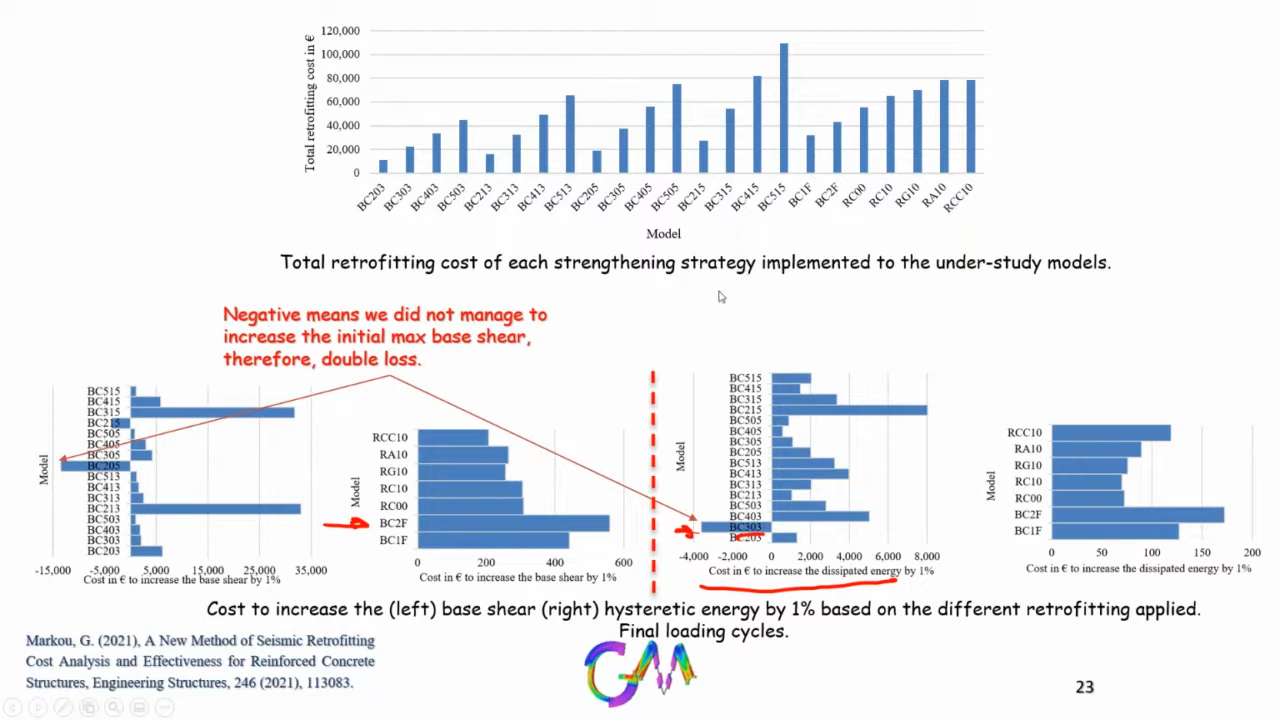 120,000
100,000
80,000
60,000
40,000
20,000
0
Total retrofitting cost in €
BC203
BC303
BC403
BC503
BC213
BC313
BC413
BC513
BC205
BC305
BC405
BC505
BC215
BC315
BC415
BC515
BC1F
BC2F
RC00
RC10
RG10
RA10
RCC10
Model
Total retrofitting cost of each strengthening strategy implemented to the under-study models.
Negative means we did not manage to
increase the initial max base shear,
therefore, double loss.
Model
BC515
BC415
BC315
BC215
BC505
BC405
BC305
BC205
BC513
BC413
BC313
BC213
BC503
BC403
BC303
BC203
-15,000 -5,000 5,000 15,000 25,000 35,000
Cost in € to increase the base shear by 1%
Model
RCC10
RA10
RG10
RC10
RC00
BC2F
BC1F
0 200 400 600
Cost in € to increase the base shear by 1%
Model
BC515
BC415
BC315
BC215
BC505
BC405
BC305
BC205
BC513
BC413
BC313
BC213
BC503
BC403
BC303
BC203
-4,000 -2,000 0 2,000 4,000 6,000 8,000
Cost in € to increase the dissipated energy by 1%
Model
RCC10
RA10
RG10
RC10
RC00
BC2F
BC1F
0 50 100 150 200
Cost in € to increase the dissipated energy by 1%
Cost to increase the (left) base shear (right) hysteretic energy by 1% based on the different retrofitting applied.
Final loading cycles.
Markou, G. (2021), A New Method of Seismic Retrofitting
Cost Analysis and Effectiveness for Reinforced Concrete
Structures, Engineering Structures, 246 (2021), 113083.
GM
23